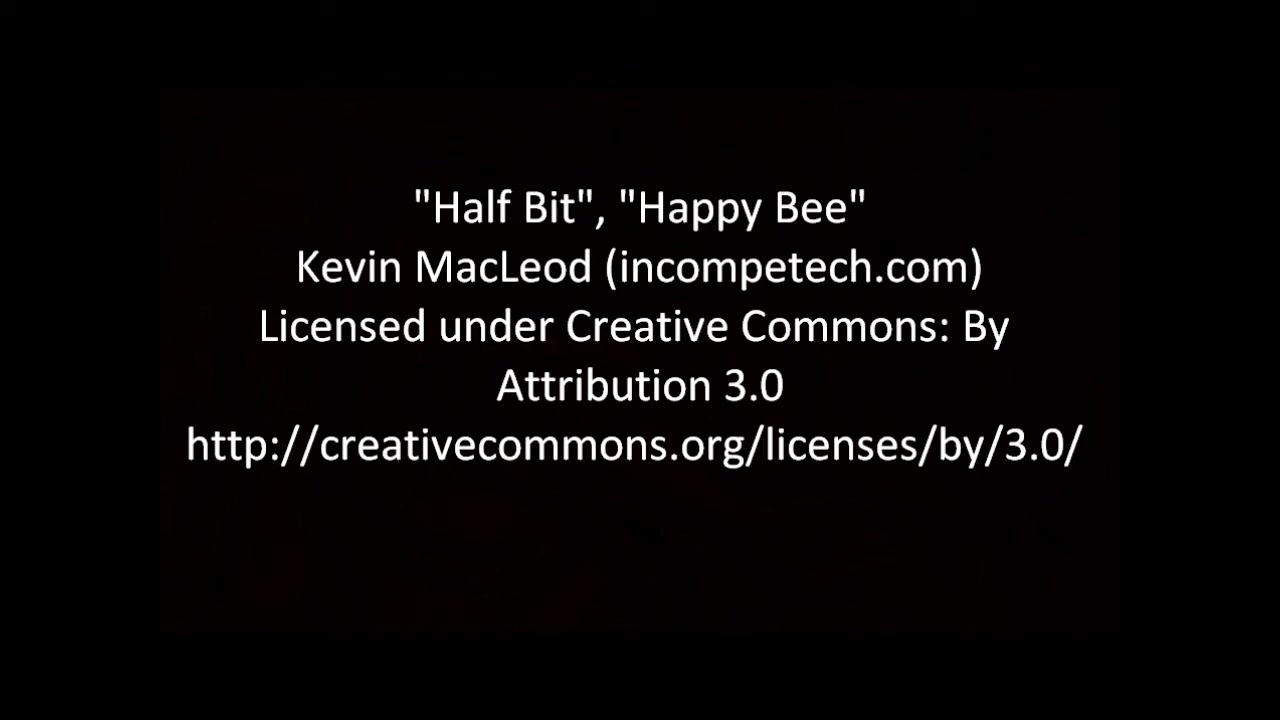 "Half Bit", "Happy Bee"
Kevin MacLeod (incompetech.com)
Licensed under Creative Commons: By
Attribution 3.0
http://creativecommons.org/licenses/by/3.0/